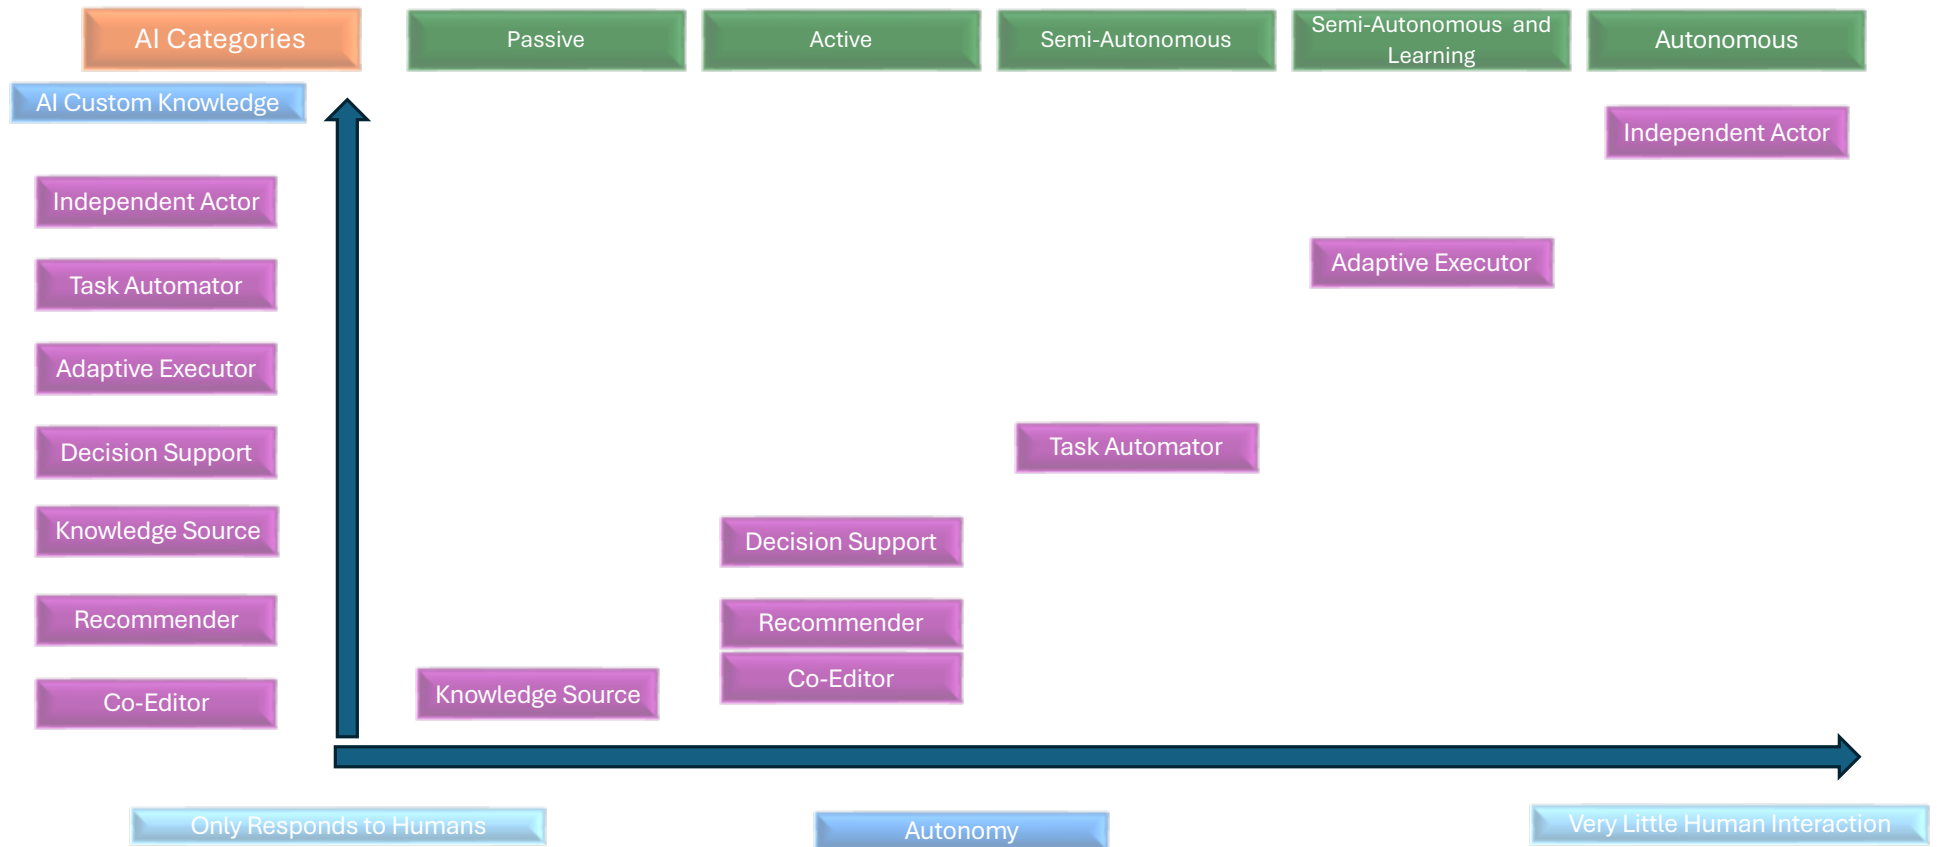 AI Categories
Passive
Active
Semi-Autonomous
Semi-Autonomous and
Learning
Autonomous
AI Custom Knowledge
Independent Actor
Independent Actor
Adaptive Executor
Task Automator
Adaptive Executor
Task Automator
Decision Support
Decision Support
Knowledge Source
Recommender
Recommender
Co-Editor
Knowledge Source
Co-Editor
Only Responds to Humans
Autonomy
Very Little Human Interaction